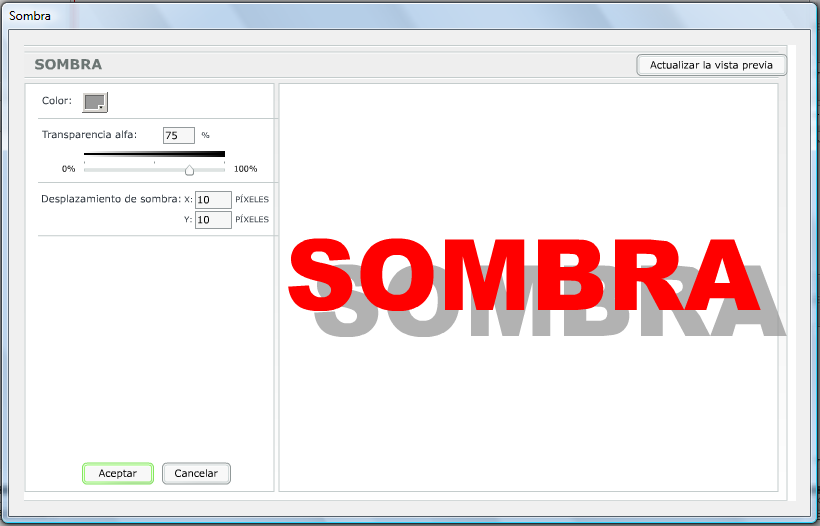 Sombra
SOMBRA
Actualizar la vista previa
Color:
Transparencia alfa: 75 %
0% 100%
Desplazamiento de sombra: X: 10 PÍXELES
Y: 10 PÍXELES
SOMBRA
SOMBRA
Aceptar Cancelar